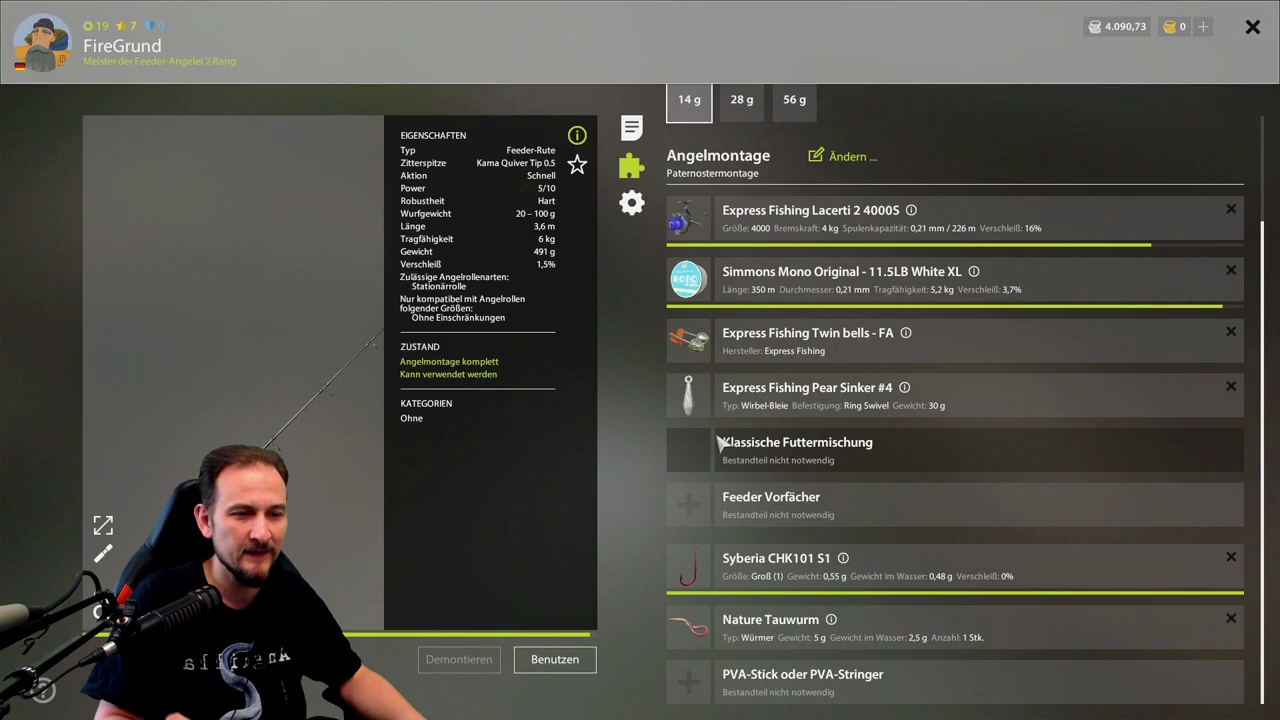 19 7 0
FireGrund
Meister der Feeder-Angelei 2 Rang
4.090,73
0
EIGENSCHAFTEN
Typ Feeder-Rute
Zitterspitze Kama Quiver Tip 0.5
Aktion Schnell
Power 5/10
Robustheit Hart
Wurfgewicht 20 – 100 g
Länge 3,6 m
Tragfähigkeit 6 kg
Gewicht 491 g
Verschleiß 1,5%
Zulässige Angelrollenarten:
Stationärrolle
Nur kompatibel mit Angelrollen
folgender Größen:
Ohne Einschränkungen
ZUSTAND
Angelmontage komplett
Kann verwendet werden
KATEGORIEN
Ohne
Demontieren
Benutzen
14 g 28 g 56 g
Angelmontage
Ändern ...
Paternostermontage
Express Fishing Lacerti 2 4000S
Größe: 4000 Bremskraft: 4 kg Spulenkapazität: 0,21 mm / 226 m Verschleiß: 16%
Simmons Mono Original - 11.5LB White XL
Länge: 350 m Durchmesser: 0,21 mm Tragfähigkeit: 5,2 kg Verschleiß: 3,7%
Express Fishing Twin bells - FA
Hersteller: Express Fishing
Express Fishing Pear Sinker #4
Typ: Wirbel-Bleie Befestigung: Ring Swivel Gewicht: 30 g
Klassische Futtermischung
Bestandteil nicht notwendig
Feeder Vorfächer
Bestandteil nicht notwendig
Syberia CHK101 S1
Größe: Groß (1) Gewicht: 0,55 g Gewicht im Wasser: 0,48 g Verschleiß: 0%
Nature Tauwurm
Typ: Würmer Gewicht: 5 g Gewicht im Wasser: 2,5 g Anzahl: 1 Stk.
PVA-Stick oder PVA-Stringer
Bestandteil nicht notwendig